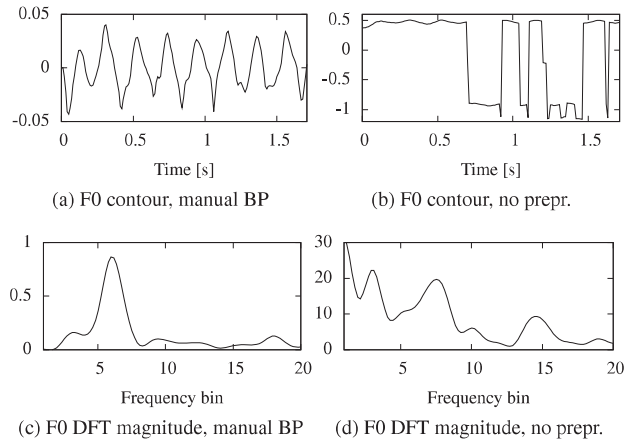 0.05
0
-0.05
0 0.5 1 1.5
Time [s]
(a) F0 contour, manual BP
0.5
0
-0.5
-1
0 0.5 1 1.5
Time [s]
(b) F0 contour, no prepr.
1
0.5
0
5 10 15 20
Frequency bin
(c) F0 DFT magnitude, manual BP
30
20
10
0
5 10 15 20
Frequency bin
(d) F0 DFT magnitude, no prepr.